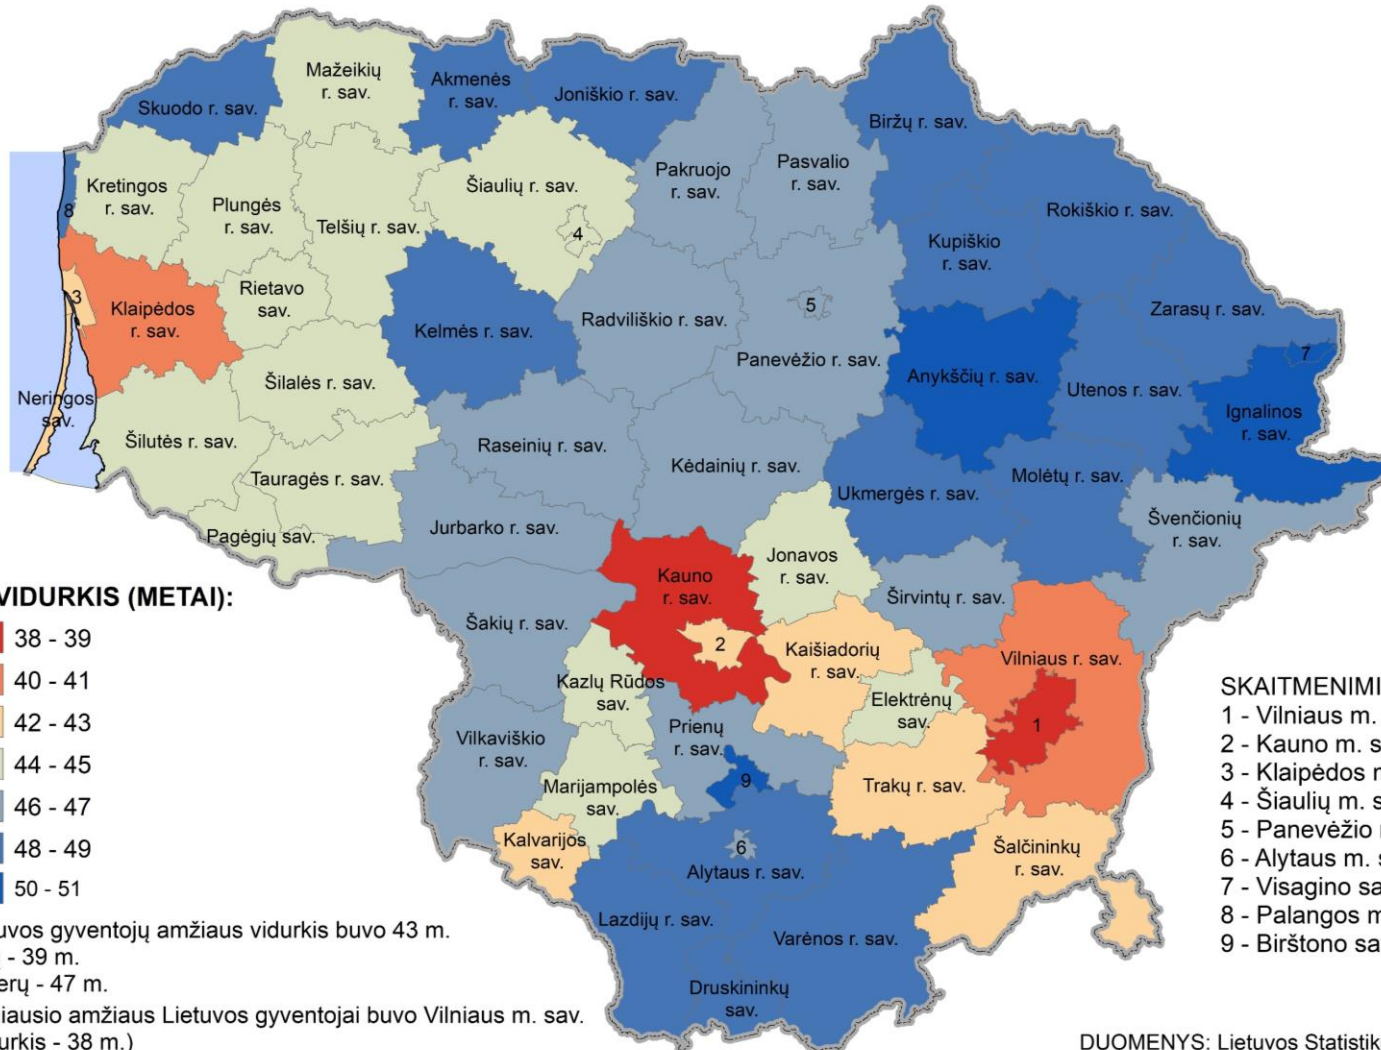 Mažeikių
r. sav.
Akmenės
r. sav.
Skuodo r. sav.
Joniškio r. sav.
Biržų r. sav.
Kretingos
r. sav.
Plungės
r. sav.
Telšių r. sav.
Šiaulių r. sav.
Pakruojo
r. sav.
Pasvalio
r. sav.
Rokiškio r. sav.
Kupiškio
r. sav.
8
4
3
Klaipėdos
r. sav.
Rietavo
sav.
Kelmės r. sav.
Radviliškio r. sav.
5
Panevėžio r. sav.
Zarasų r. sav.
7
Anykščių r. sav.
Utenos r. sav.
Ignalinos
r. sav.
Neringos
sav.
Šilalės r. sav.
Šilutės r. sav.
Raseinių r. sav.
Kėdainių r. sav.
Tauragės r. sav.
Ukmergės r. sav.
Molėtų r. sav.
Pagėgių sav.
Jurbarko r. sav.
Jonavos
r. sav.
Švenčionių
r. sav.
Kauno
r. sav.
Širvintų r. sav.
Šakių r. sav.
2
Kaišiadorių
r. sav.
Vilniaus r. sav.
Kazlų Rūdos
sav.
Elektrėnų
sav.
1
Vilkaviškio
r. sav.
Prienų
r. sav.
9
Marijampolės
sav.
Trakų r. sav.
Kalvarijos
sav.
6
Alytaus r. sav.
Šalčininkų
r. sav.
Lazdijų r. sav.
Varėnos r. sav.
Druskininkų
sav.
VIDURKIS (METAI):
38 - 39
40 - 41
42 - 43
44 - 45
46 - 47
48 - 49
50 - 51
uvos gyventojų amžiaus vidurkis buvo 43 m.
- 39 m.
erų - 47 m.
iausio amžiaus Lietuvos gyventojai buvo Vilniaus m. sav.
urkis - 38 m.)
SKAITMENIMI
1 - Vilniaus m.
2 - Kauno m. s
3 - Klaipėdos m
4 - Šiaulių m. s
5 - Panevėžio
6 - Alytaus m. s
7 - Visagino sa
8 - Palangos m
9 - Birštono sa
DUOMENYS: Lietuvos Statistik